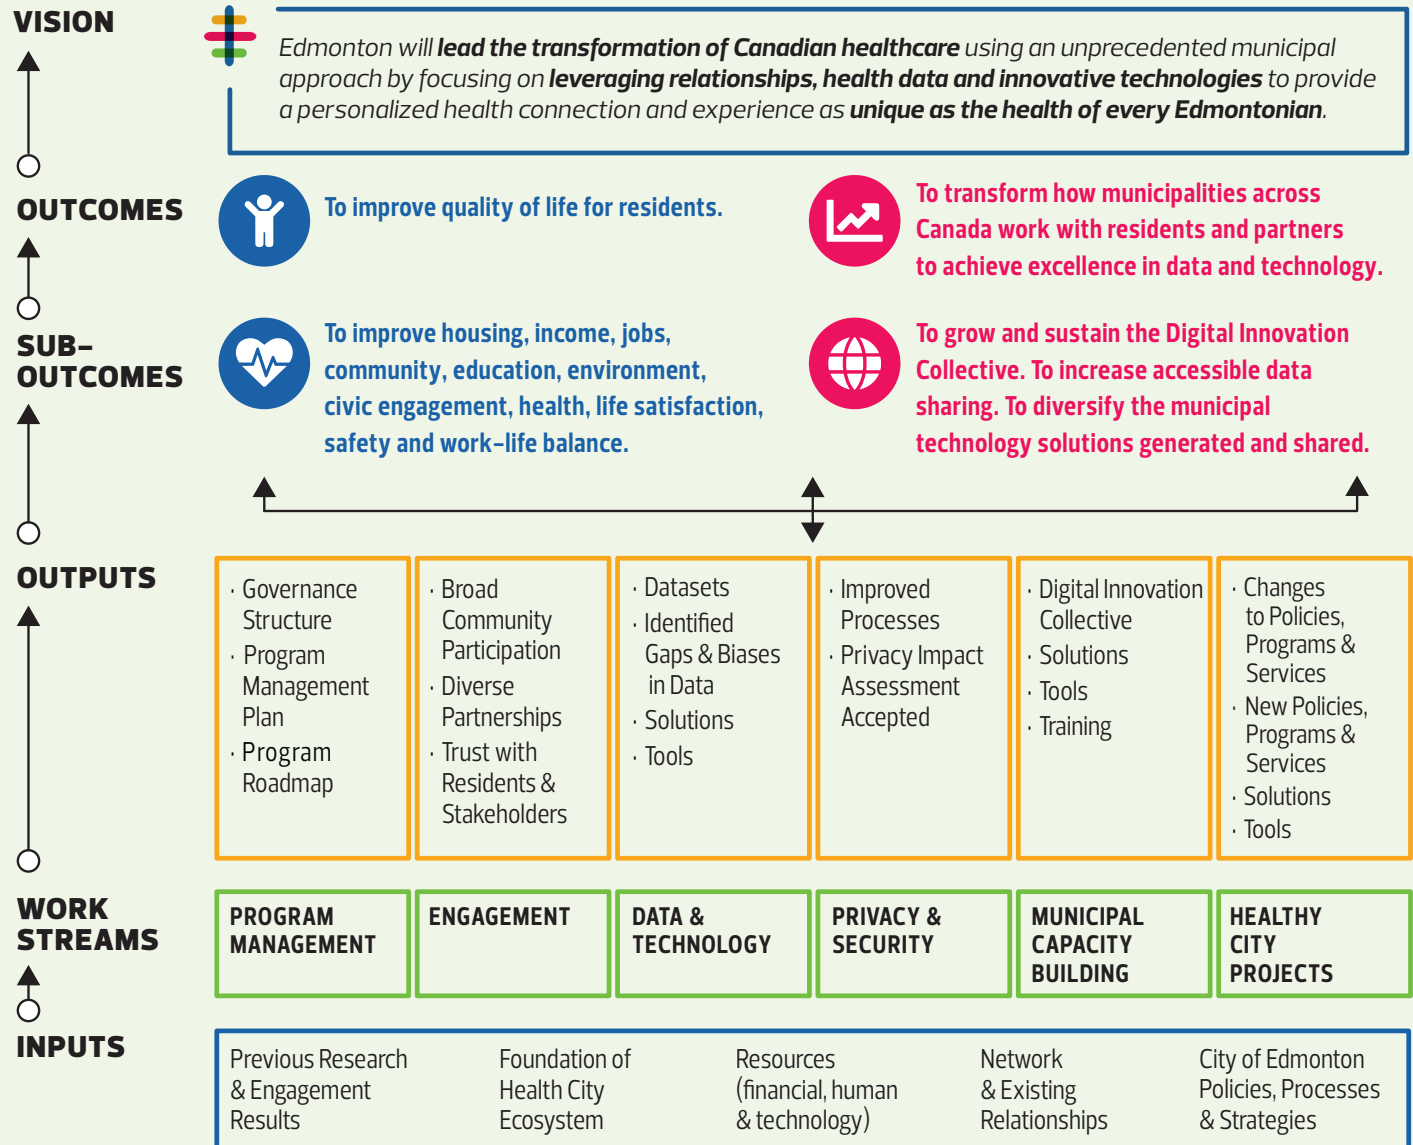 VISION
Edmonton will lead the transformation of Canadian healthcare using an unprecedented municipal
approach by focusing on leveraging relationships, health data and innovative technologies to provide
a personalized health connection and experience as unique as the health of every Edmontonian.
OUTCOMES
To improve quality of life for residents.
To transform how municipalities across
Canada work with residents and partners
to achieve excellence in data and technology.
SUB-
OUTCOMES
To improve housing, income, jobs,
community, education, environment,
civic engagement, health, life satisfaction,
safety and work-life balance.
To grow and sustain the Digital Innovation
Collective. To increase accessible data
sharing. To diversify the municipal
technology solutions generated and shared.
OUTPUTS
· Governance
Structure
· Program
Management
Plan
· Program
Roadmap
· Broad
Community
Participation
· Diverse
Partnerships
· Trust with
Residents &
Stakeholders
· Datasets
· Identified
Gaps & Biases
in Data
· Solutions
· Tools
· Improved
Processes
· Privacy Impact
Assessment
Accepted
· Digital Innovation
Collective
· Solutions
· Tools
· Training
· Changes
to Policies,
Programs &
Services
· New Policies,
Programs &
Services
· Solutions
· Tools
WORK
STREAMS
PROGRAM
MANAGEMENT
ENGAGEMENT
DATA &
TECHNOLOGY
PRIVACY &
SECURITY
MUNICIPAL
CAPACITY
BUILDING
HEALTHY
CITY
PROJECTS
INPUTS
Previous Research
& Engagement
Results
Foundation of
Health City
Ecosystem
Resources
(financial, human
& technology)
Network
& Existing
Relationships
City of Edmonton
Policies, Processes
& Strategies